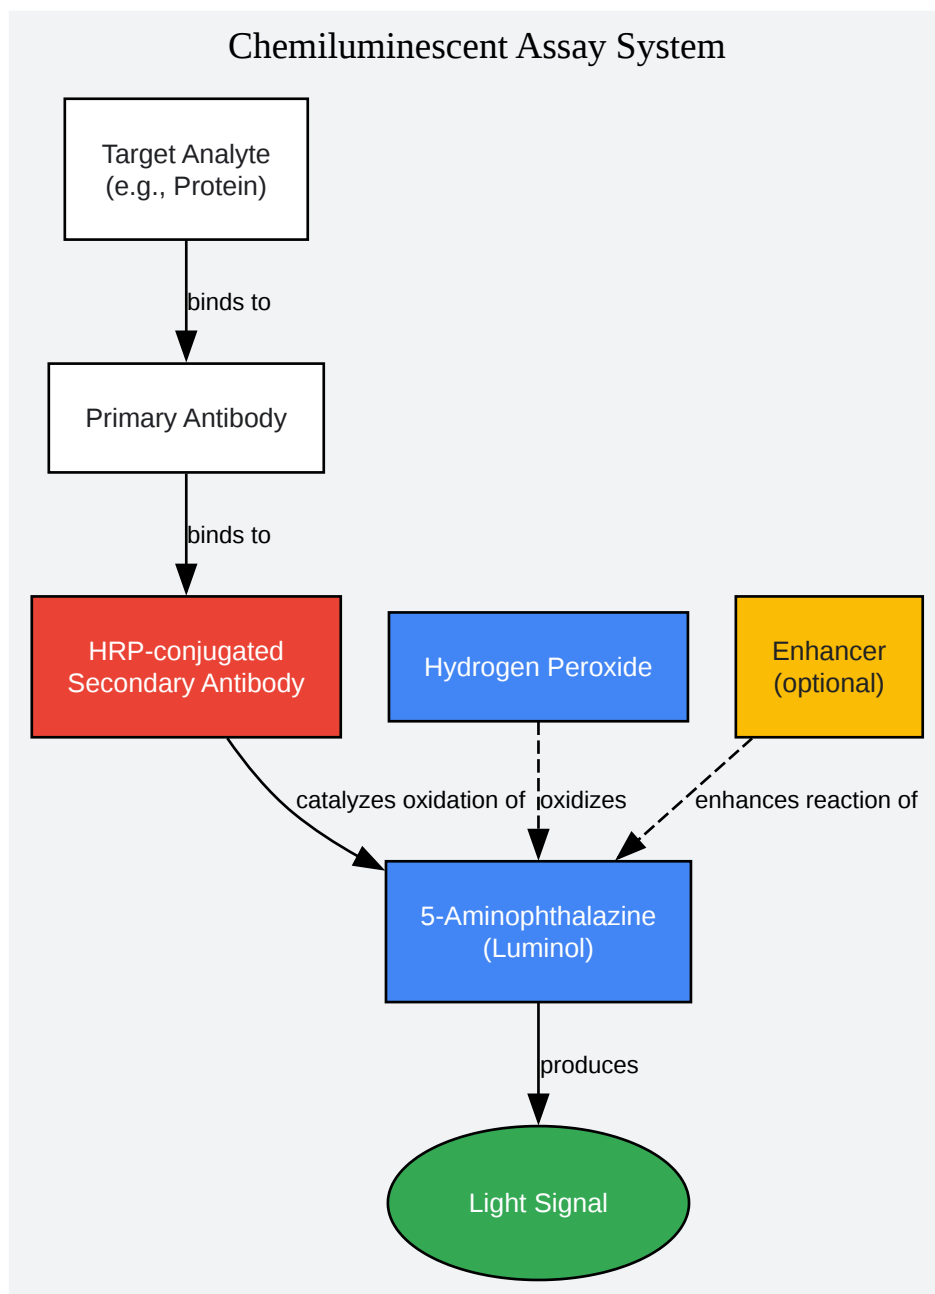 Chemiluminescent Assay System
Target Analyte
(e.g., Protein)
binds to
Primary Antibody
binds to
HRP-conjugated
Secondary Antibody
Hydrogen Peroxide
Enhancer
(optional)
catalyzes oxidation of
oxidizes
enhances reaction of
5-Aminophthalazine
(Luminol)
produces
Light Signal